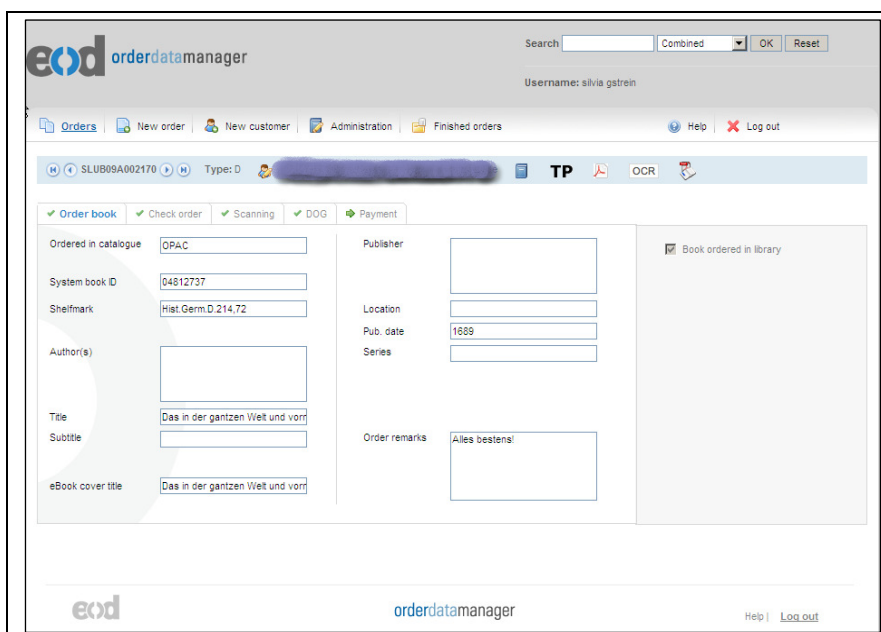 eod orderdatamanager
Search Combined OK Reset
Username: silvia gstrein
Orders New order New customer Administration Finished orders Help Log out
SLUB09A002170 Type: D TP OCR
Order book Check order Scanning DOG Payment
Ordered in catalogue OPAC
System book ID 04812737
Shelfmark Hist.Germ.D.214,72
Author(s)
Title Das in der gantzen Welt und vorr
Subtitle
eBook cover title Das in der gantzen Welt und vorr
Publisher
Location
Pub. date 1689
Series
Order remarks Alles bestens!
Book ordered in library
eod orderdatamanager Help | Log out